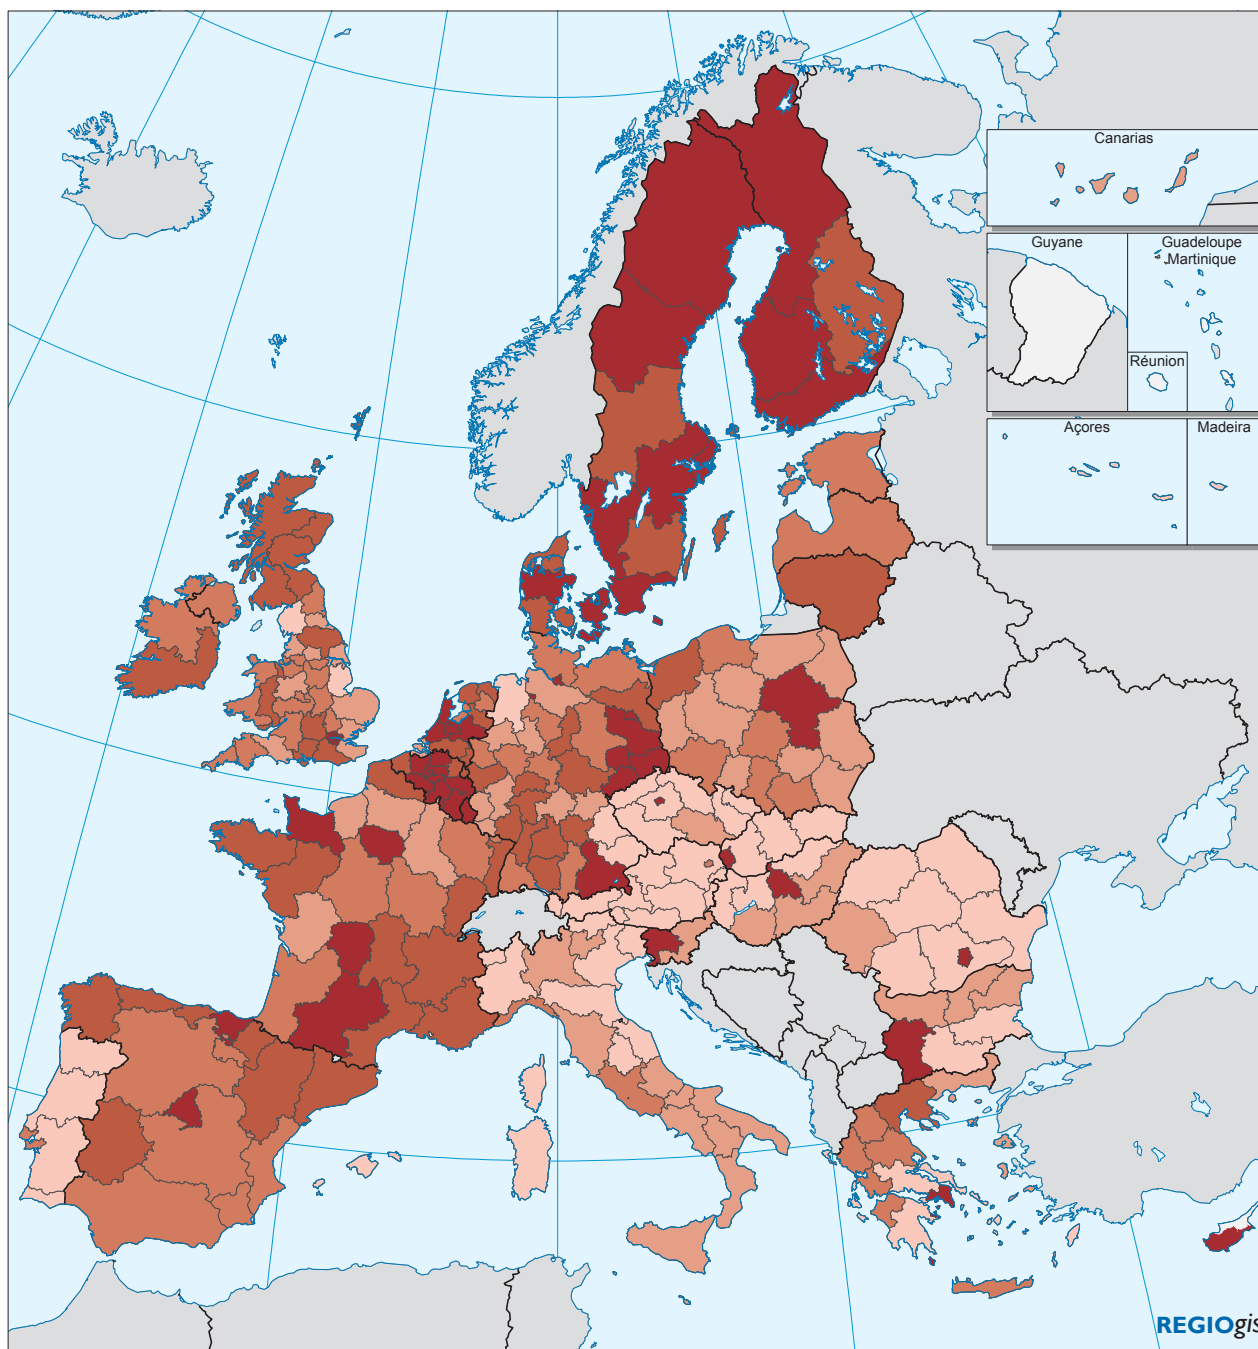 Canarias
Guyane
Guadeloupe
Martinique
Réunion
Açores
Madeira
REGIOgis